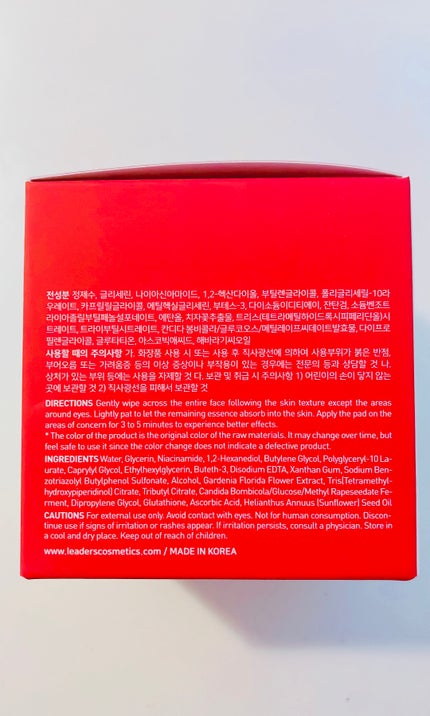 전성분 정제수, 글리세린, 나이아신아마이드, 1,2-헥산다이올, 부틸렌글라이콜, 폴리글리세릴-10라
우레이트, 카프릴릴글라이콜, 에틸헥실글리세린, 부테스-3, 다이소듐이디티에이, 잔탄검, 소듐벤조트
라이아졸릴부틸페놀설포네이트, 에탄올, 치자꽃추출물, 트리스(테트라메틸하이드록시피페리딘올)시
트레이트, 트라이부틸시트레이트, 칸디다 봄비콜라/글루코오스/메틸레이프씨데이트발효물, 다이프로
필렌글라이콜, 글루타티온, 아스코빅애씨드, 해바라기씨오일
사용할 때의 주의사항 가. 화장품 사용 시 또는 사용 후 직사광선에 의하여 사용부위가 붉은 반점,
부어오름 또는 가려움증 등의 이상 증상이나 부작용이 있는 경우에는 전문의 등과 상담할 것 나.
상처가 있는 부위 등에는 사용을 자제할 것 다. 보관 및 취급 시 주의사항 1) 어린이의 손이 닿지 않는
곳에 보관할 것 2) 직사광선을 피해서 보관할 것
DIRECTIONS Gently wipe across the entire face following the skin texture except the areas
around eyes. Lightly pat to let the remaining essence absorb into the skin. Apply the pad on the
areas of concern for 3 to 5 minutes to experience better effects.
* The color of the product is the original color of the raw materials. It may change over time, but
feel safe to use it since the color change does not indicate a defective product.
INGREDIENTS Water, Glycerin, Niacinamide, 1,2-Hexanediol, Butylene Glycol, Polyglyceryl-10 La-
urate, Caprylyl Glycol, Ethylhexylglycerin, Buteth-3, Disodium EDTA, Xanthan Gum, Sodium Ben-
zotriazolyl Butylphenol Sulfonate, Alcohol, Gardenia Florida Flower Extract, Tris(Tetramethyl-
hydroxypiperidinol) Citrate, Tributyl Citrate, Candida Bombicola/Glucose/Methyl Rapeseedate Fe-
rment, Dipropylene Glycol, Glutathione, Ascorbic Acid, Helianthus Annuus (Sunflower) Seed Oil
CAUTIONS For external use only. Avoid contact with eyes. Not for human consumption. Discon-
tinue use if signs of irritation or rashes appear. If irritation persists, consult a physician. Store in
a cool and dry place. Keep out of reach of children.
www.leaderscosmetics.com / MADE IN KOREA